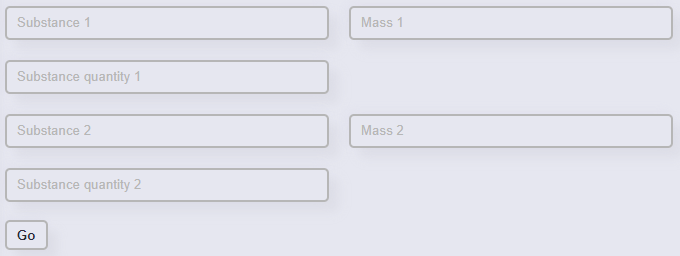 Substance 1
Mass 1
Substance quantity 1
Substance 2
Mass 2
Substance quantity 2
Go